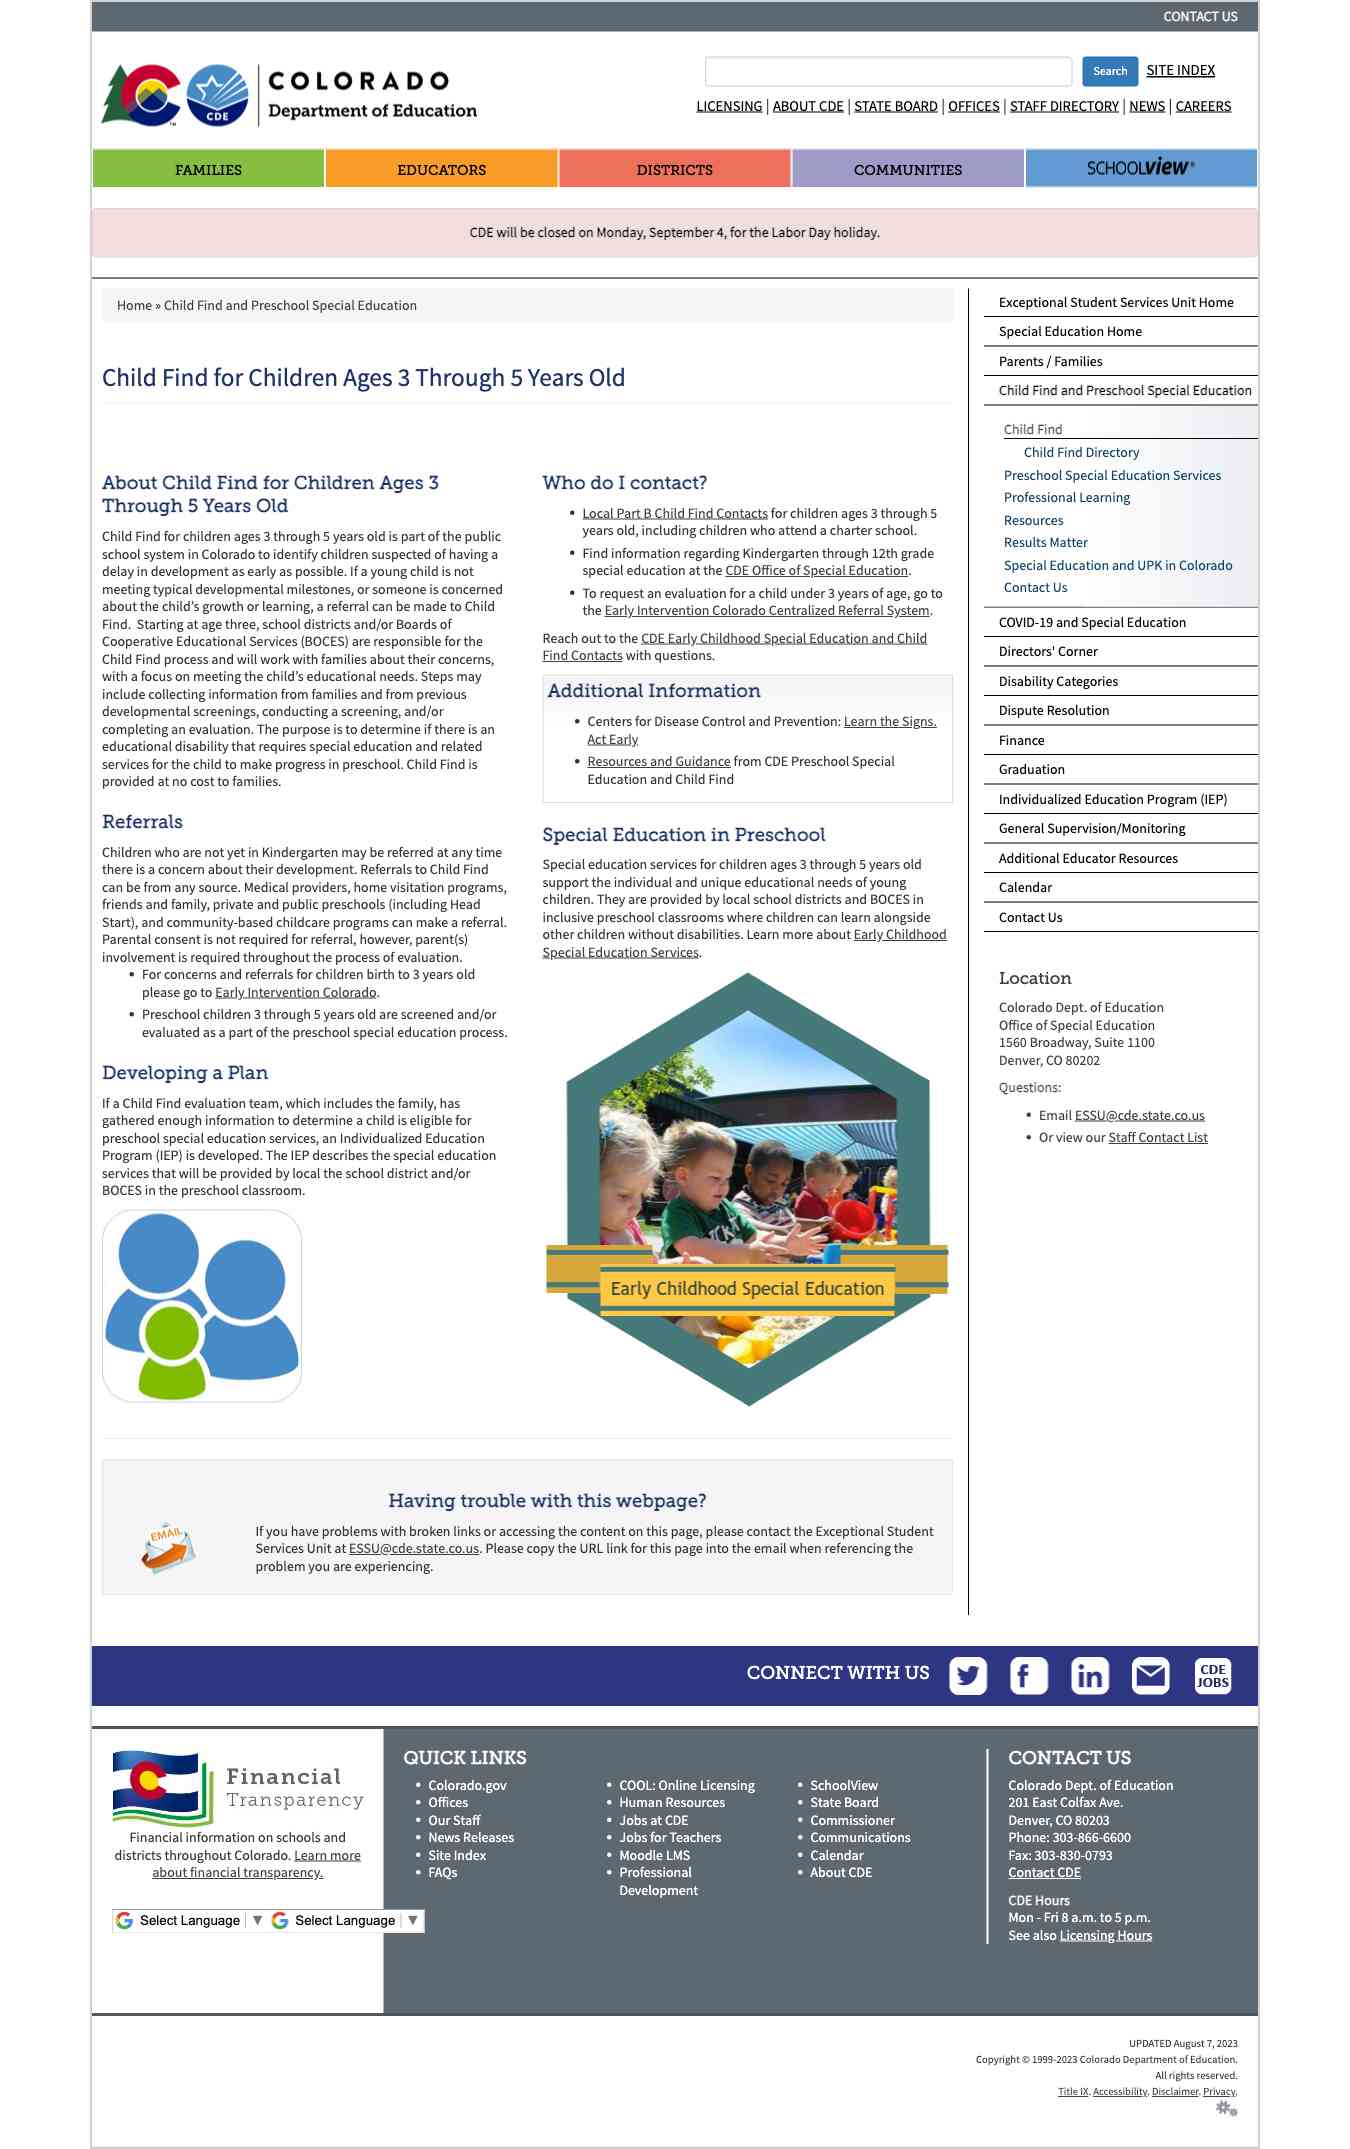 CONTACT US
COLORADO
Department of Education
CDE
TM
Search
SITE INDEX
LICENSING | ABOUT CDE | STATE BOARD | OFFICES | STAFF DIRECTORY | NEWS | CAREERS
FAMILIES
EDUCATORS
DISTRICTS
COMMUNITIES
SCHOOLVIEW®
CDE will be closed on Monday, September 4, for the Labor Day holiday.
Home » Child Find and Preschool Special Education
Child Find for Children Ages 3 Through 5 Years Old
About Child Find for Children Ages 3
Through 5 Years Old
Child Find for children ages 3 through 5 years old is part of the public
school system in Colorado to identify children suspected of having a
delay in development as early as possible. If a young child is not
meeting typical developmental milestones, or someone is concerned
about the child's growth or learning, a referral can be made to Child
Find. Starting at age three, school districts and/or Boards of
Cooperative Educational Services (BOCES) are responsible for the
Child Find process and will work with families about their concerns,
with a focus on meeting the child's educational needs. Steps may
include collecting information from families and from previous
developmental screenings, conducting a screening, and/or
completing an evaluation. The purpose is to determine if there is an
educational disability that requires special education and related
services for the child to make progress in preschool. Child Find is
provided at no cost to families.
Referrals
Children who are not yet in Kindergarten may be referred at any time
there is a concern about their development. Referrals to Child Find
can be from any source. Medical providers, home visitation programs,
friends and family, private and public preschools (including Head
Start), and community-based childcare programs can make a referral.
Parental consent is not required for referral, however, parent(s)
involvement is required throughout the process of evaluation.
• For concerns and referrals for children birth to 3 years old
please go to Early Intervention Colorado.
• Preschool children 3 through 5 years old are screened and/or
evaluated as a part of the preschool special education process.
Developing a Plan
If a Child Find evaluation team, which includes the family, has
gathered enough information to determine a child is eligible for
preschool special education services, an Individualized Education
Program (IEP) is developed. The IEP describes the special education
services that will be provided by local the school district and/or
BOCES in the preschool classroom.
Who do I contact?
• Local Part B Child Find Contacts for children ages 3 through 5
years old, including children who attend a charter school.
• Find information regarding Kindergarten through 12th grade
special education at the CDE Office of Special Education.
• To request an evaluation for a child under 3 years of age, go to
the Early Intervention Colorado Centralized Referral System.
Reach out to the CDE Early Childhood Special Education and Child
Find Contacts with questions.
Additional Information
• Centers for Disease Control and Prevention: Learn the Signs.
Act Early
• Resources and Guidance from CDE Preschool Special
Education and Child Find
Special Education in Preschool
Special education services for children ages 3 through 5 years old
support the individual and unique educational needs of young
children. They are provided by local school districts and BOCES in
inclusive preschool classrooms where children can learn alongside
other children without disabilities. Learn more about Early Childhood
Special Education Services.
Early Childhood Special Education
Having trouble with this webpage?
EMAIL
If you have problems with broken links or accessing the content on this page, please contact the Exceptional Student
Services Unit at ESSU@cde.state.co.us. Please copy the URL link for this page into the email when referencing the
problem you are experiencing.
Exceptional Student Services Unit Home
Special Education Home
Parents / Families
Child Find and Preschool Special Education
Child Find
Child Find Directory
Preschool Special Education Services
Professional Learning
Resources
Results Matter
Special Education and UPK in Colorado
Contact Us
COVID-19 and Special Education
Directors' Corner
Disability Categories
Dispute Resolution
Finance
Graduation
Individualized Education Program (IEP)
General Supervision/Monitoring
Additional Educator Resources
Calendar
Contact Us
Location
Colorado Dept. of Education
Office of Special Education
1560 Broadway, Suite 1100
Denver, CO 80202
Questions:
• Email ESSU@cde.state.co.us
• Or view our Staff Contact List
CONNECT WITH US
CDE
JOBS
Financial
Transparency
Financial information on schools and
districts throughout Colorado. Learn more
about financial transparency.
Select Language ▼
Select Language ▼
QUICK LINKS
• Colorado.gov
• Offices
• Our Staff
• News Releases
• Site Index
• FAQs
• COOL: Online Licensing
• Human Resources
• Jobs at CDE
• Jobs for Teachers
• Moodle LMS
• Professional
Development
• SchoolView
• State Board
• Commissioner
• Communications
• Calendar
• About CDE
CONTACT US
Colorado Dept. of Education
201 East Colfax Ave.
Denver, CO 80203
Phone: 303-866-6600
Fax: 303-830-0793
Contact CDE
CDE Hours
Mon - Fri 8 a.m. to 5 p.m.
See also Licensing Hours
UPDATED August 7, 2023
Copyright © 1999-2023 Colorado Department of Education.
All rights reserved.
Title IX. Accessibility. Disclaimer. Privacy.